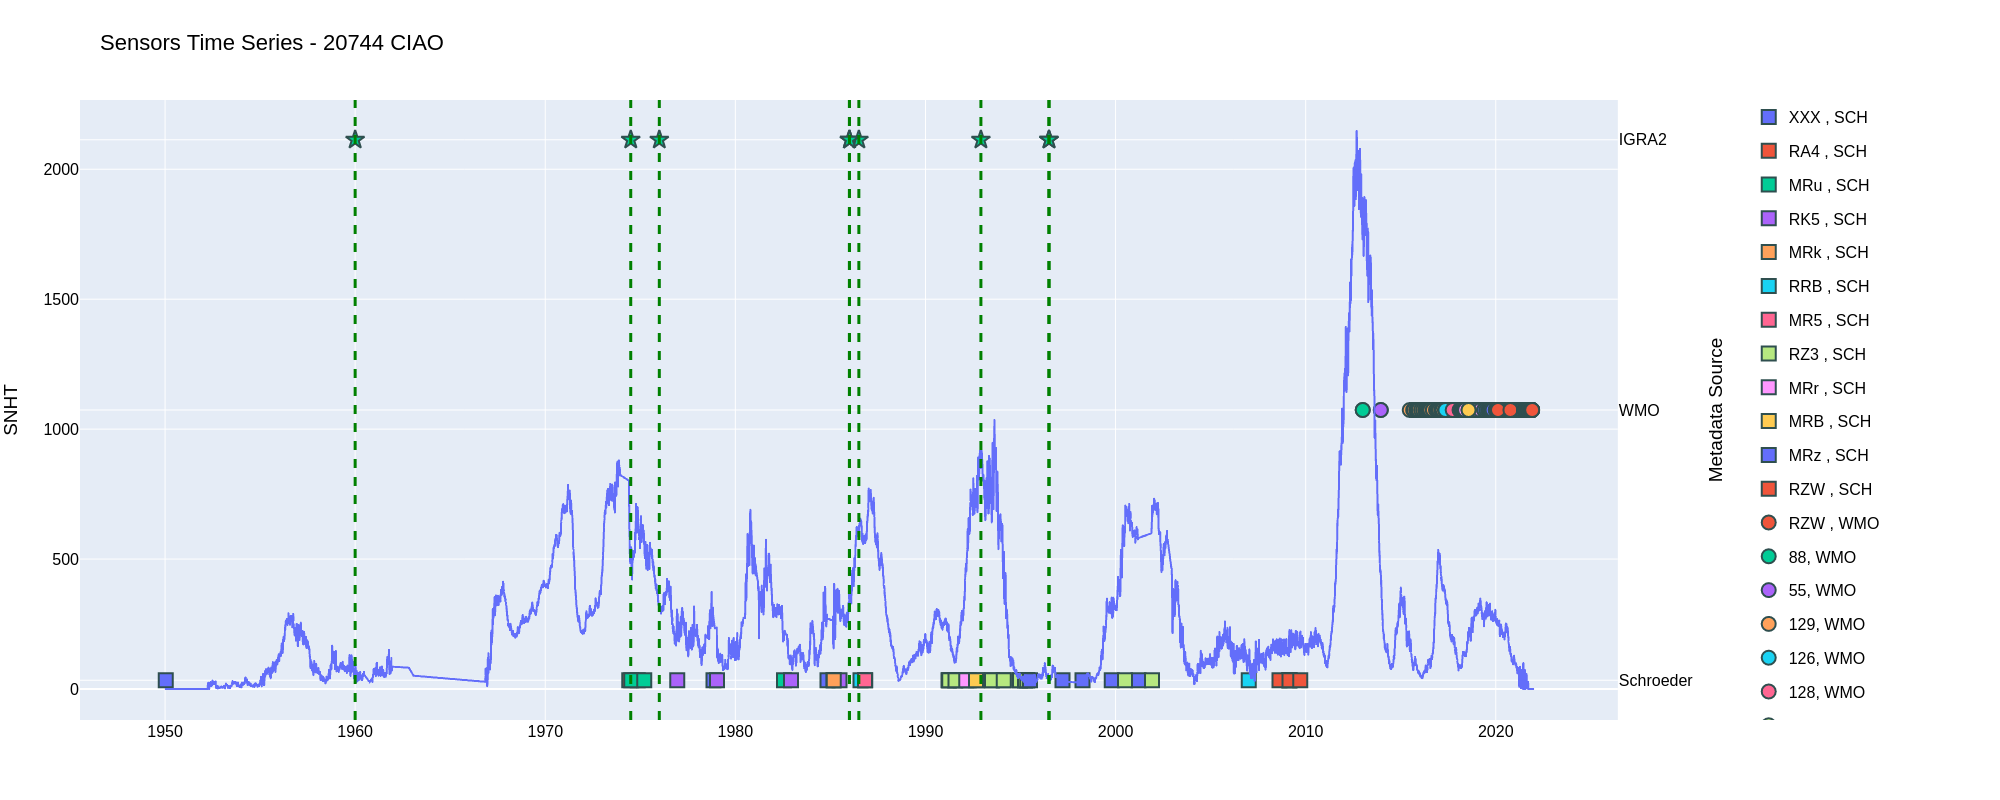 Sensors Time Series - 20744 CIAO
SNHT
2000
1500
1000
500
0
1950
1960
1970
1980
1990
2000
2010
2020
IGRA2
WMO
Schroeder
Metadata Source
XXX , SCH
RA4 , SCH
MRu , SCH
RK5 , SCH
MRk , SCH
RRB , SCH
MR5 , SCH
RZ3 , SCH
MRr , SCH
MRB , SCH
MRz , SCH
RZW , SCH
RZW , WMO
88, WMO
55, WMO
129, WMO
126, WMO
128, WMO